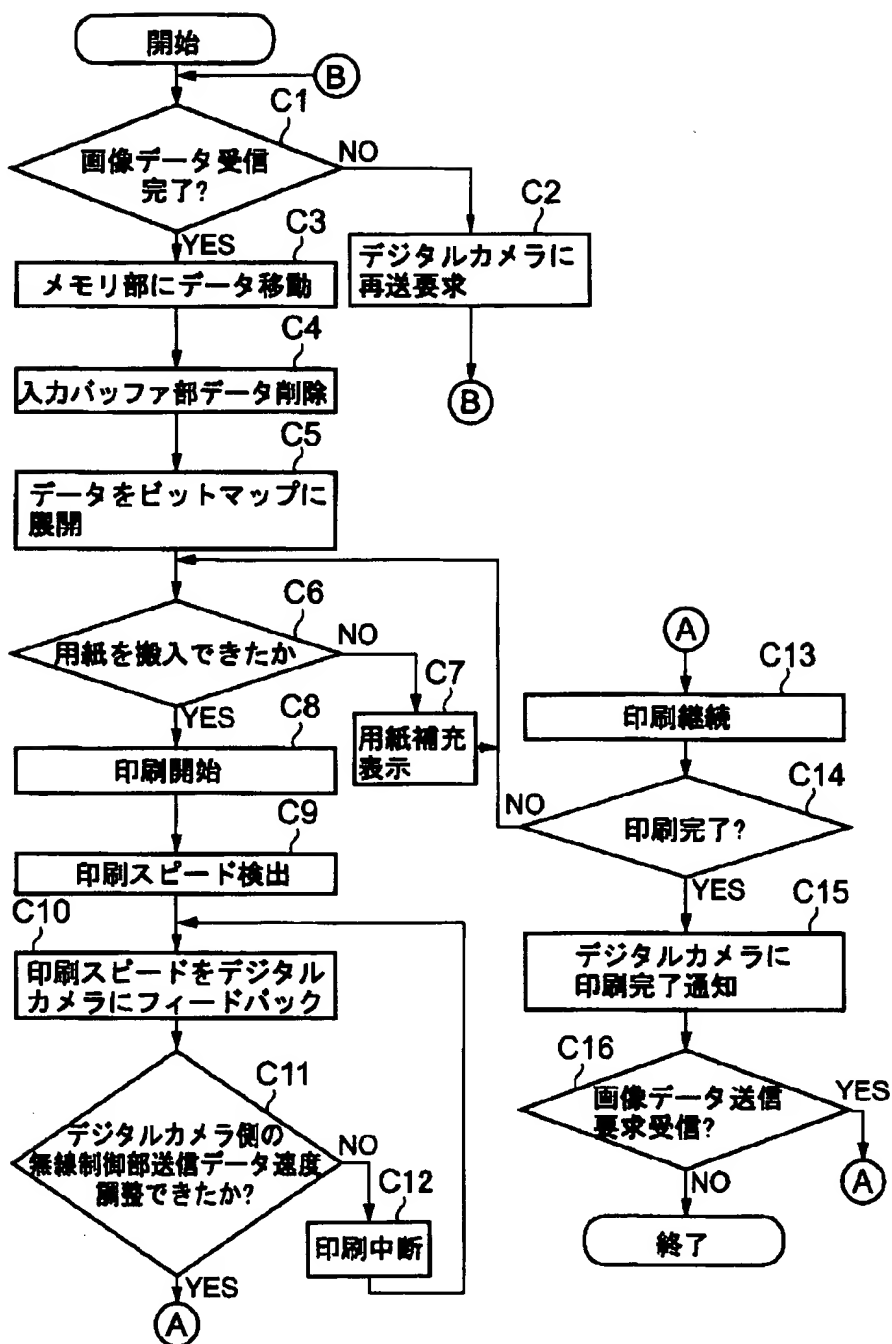 開始
B
C1
画像データ受信
完了?
NO
YES
C2
デジタルカメラに
再送要求
B
C3
メモリ部にデータ移動
C4
入力バッファ部データ削除
C5
データをビットマップに
展開
C6
用紙を搬入できたか
NO
YES
C7
用紙補充
表示
C8
印刷開始
C9
印刷スピード検出
C10
印刷スピードをデジタル
カメラにフィードバック
C11
デジタルカメラ側の
無線制御部送信データ速度
調整できたか?
NO
YES
C12
印刷中断
A
A
C13
印刷継続
C14
印刷完了?
NO
YES
C15
デジタルカメラに
印刷完了通知
C16
画像データ送信
要求受信?
YES
A
NO
終了